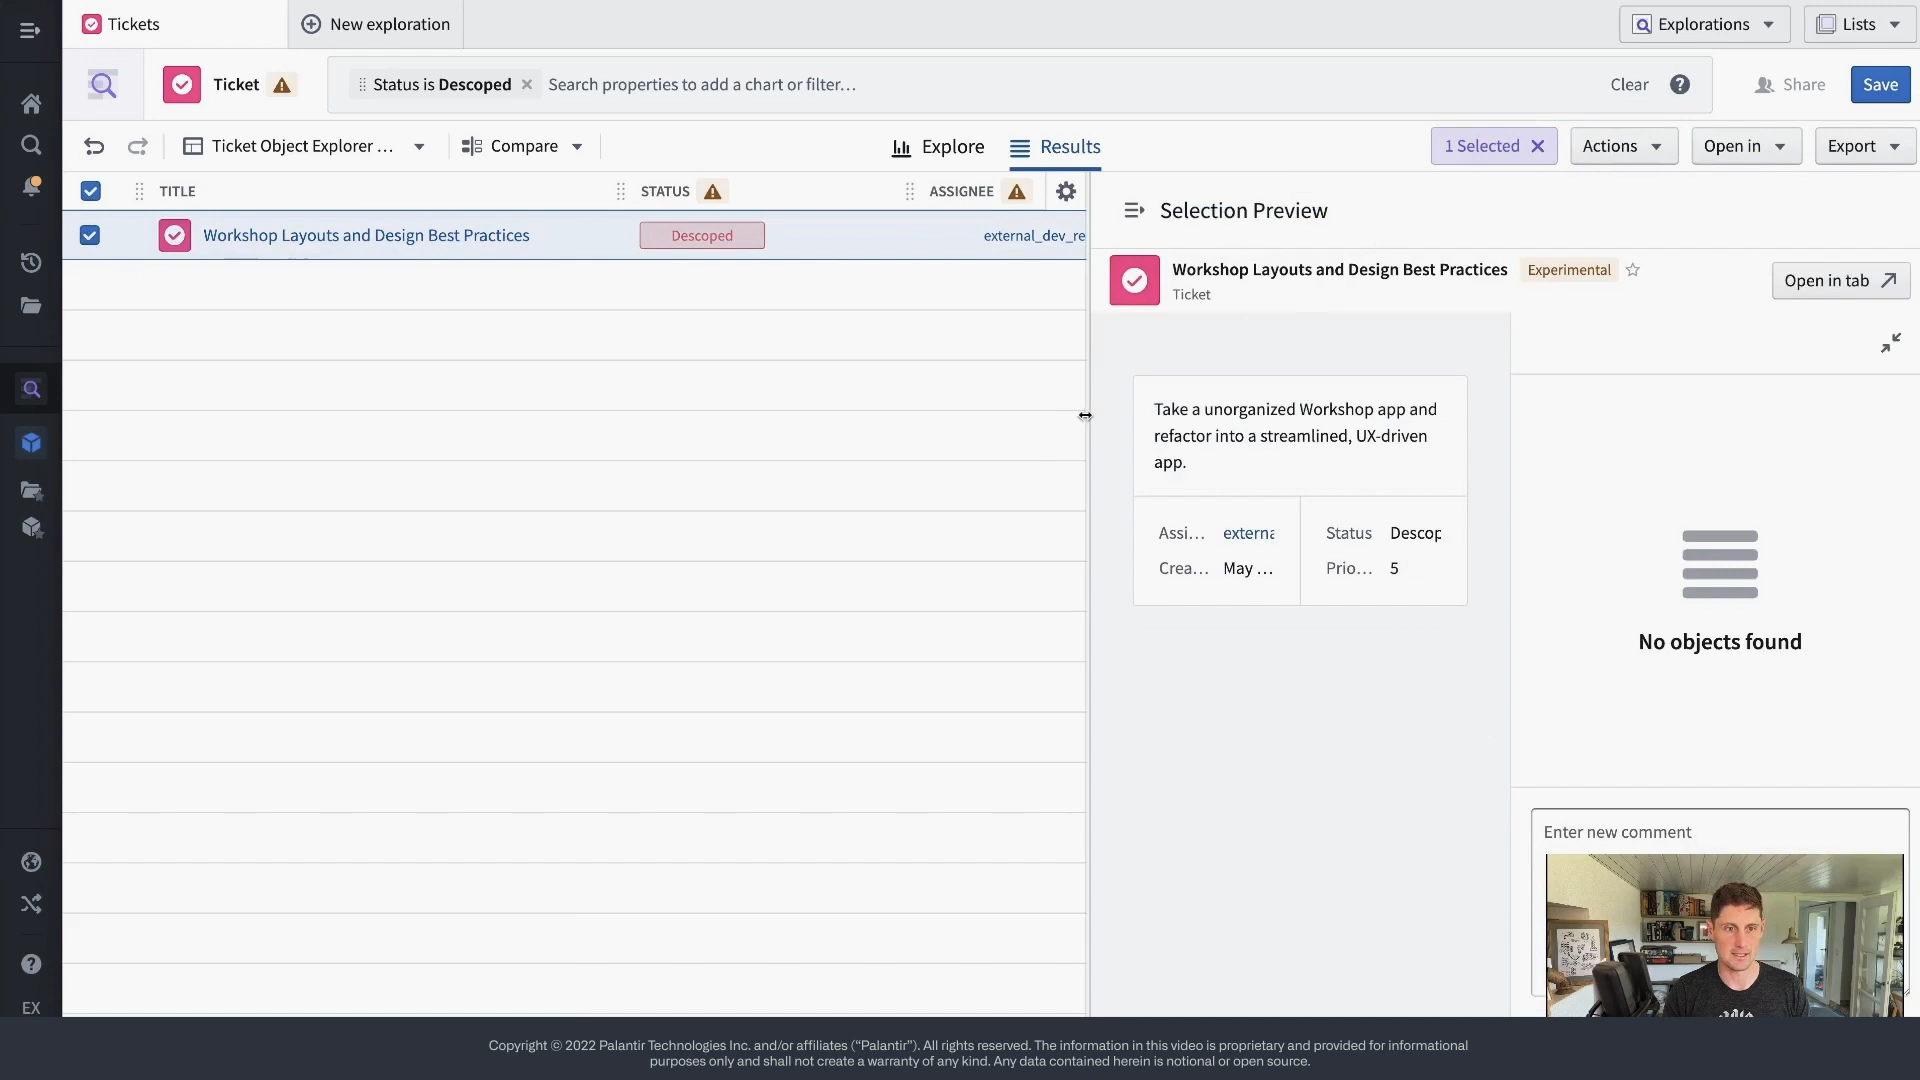 Tickets
New exploration
Explorations
Lists
Ticket
Status is Descoped
Search properties to add a chart or filter…
Clear
Share
Save
Ticket Object Explorer …
Compare
Explore
Results
1 Selected
Actions
Open in
Export
TITLE
STATUS
ASSIGNEE
Workshop Layouts and Design Best Practices
Descoped
external_dev_re
Selection Preview
Workshop Layouts and Design Best Practices
Experimental
Ticket
Open in tab
Take a unorganized Workshop app and
refactor into a streamlined, UX-driven
app.
Assi…
externa
Status
Descop
Crea…
May …
Prio…
5
No objects found
Enter new comment
EX
Copyright © 2022 Palantir Technologies Inc. and/or affiliates (“Palantir”). All rights reserved. The information in this video is proprietary and provided for informational
purposes only and shall not create a warranty of any kind. Any data contained herein is notional or open source.